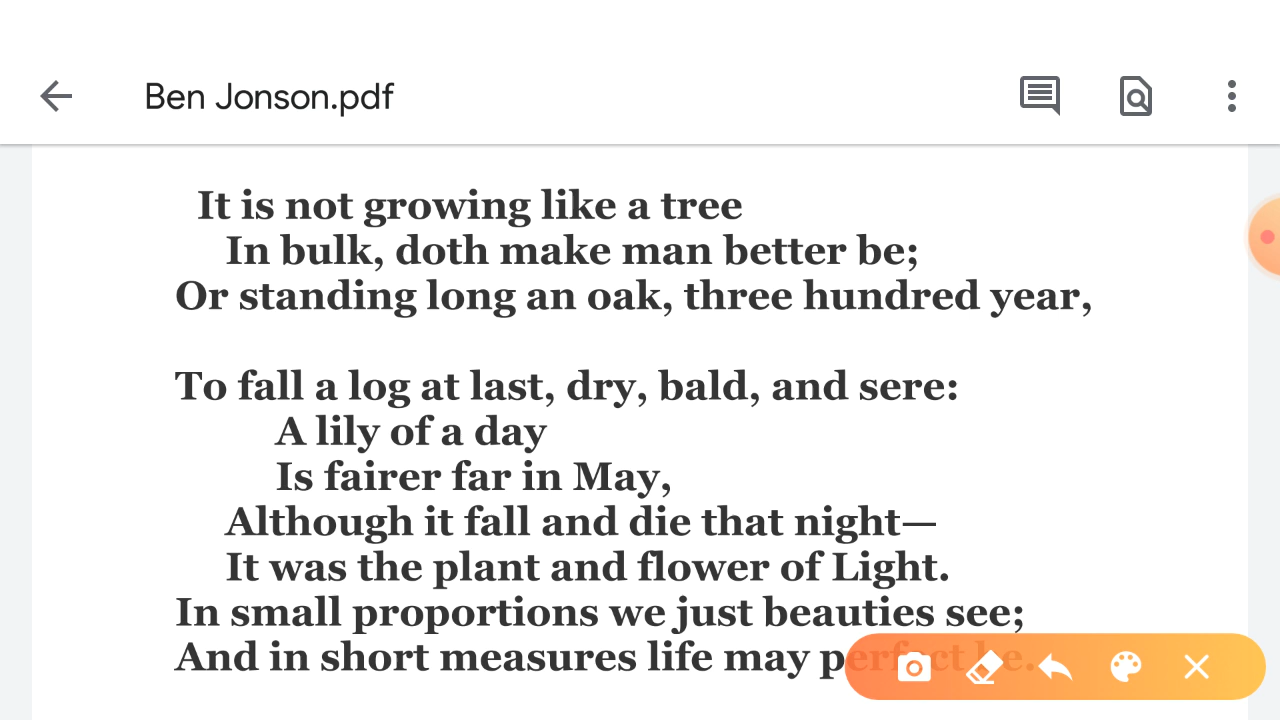 Ben Jonson.pdf
It is not growing like a tree
In bulk, doth make man better be;
Or standing long an oak, three hundred year,
To fall a log at last, dry, bald, and sere:
A lily of a day
Is fairer far in May,
Although it fall and die that night—
It was the plant and flower of Light.
In small proportions we just beauties see;
And in short measures life may perfect be.